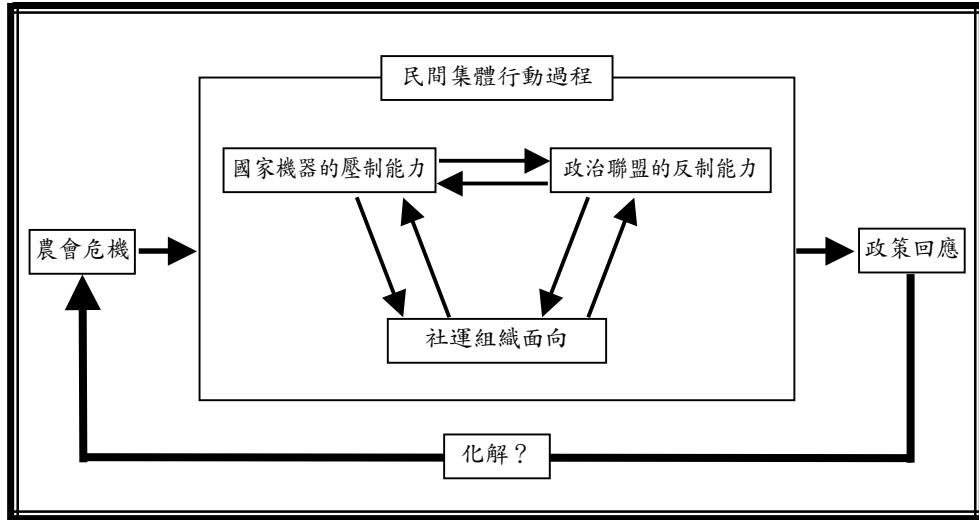 民間集體行動過程
國家機器的壓制能力
政治聯盟的反制能力
農會危機
政策回應
社運組織面向
化解？